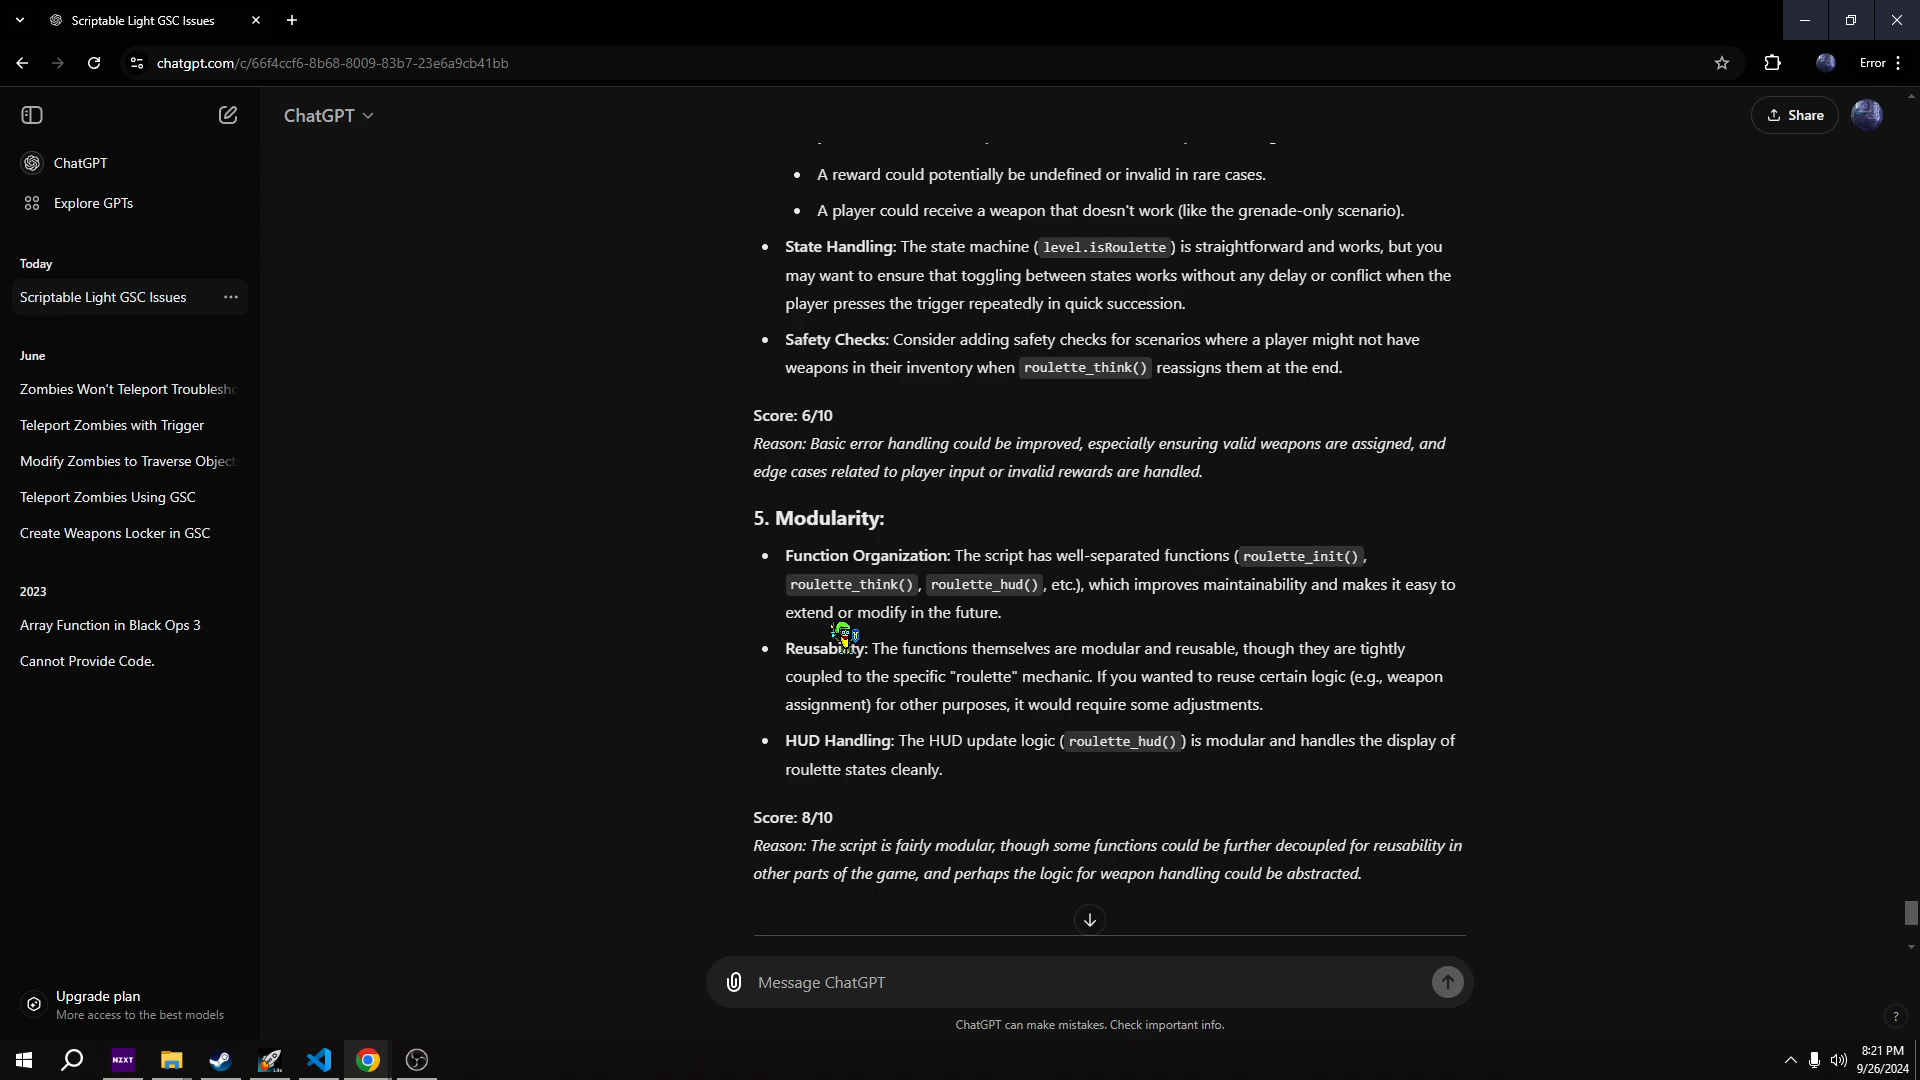 Scriptable Light GSC Issues
chatgpt.com/c/66f4ccf6-8b68-8009-83b7-23e6a9cb41bb
Error
ChatGPT
Share
ChatGPT
Explore GPTs
Today
Scriptable Light GSC Issues
June
Zombies Won't Teleport Troublesho
Teleport Zombies with Trigger
Modify Zombies to Traverse Object
Teleport Zombies Using GSC
Create Weapons Locker in GSC
2023
Array Function in Black Ops 3
Cannot Provide Code.
Upgrade plan
More access to the best models
• A reward could potentially be undefined or invalid in rare cases.
• A player could receive a weapon that doesn't work (like the grenade-only scenario).
• State Handling: The state machine ( level.isRoulette ) is straightforward and works, but you
may want to ensure that toggling between states works without any delay or conflict when the
player presses the trigger repeatedly in quick succession.
• Safety Checks: Consider adding safety checks for scenarios where a player might not have
weapons in their inventory when roulette_think() reassigns them at the end.
Score: 6/10
Reason: Basic error handling could be improved, especially ensuring valid weapons are assigned, and
edge cases related to player input or invalid rewards are handled.
5. Modularity:
• Function Organization: The script has well-separated functions ( roulette_init() ,
roulette_think() , roulette_hud() , etc.), which improves maintainability and makes it easy to
extend or modify in the future.
• Reusability: The functions themselves are modular and reusable, though they are tightly
coupled to the specific "roulette" mechanic. If you wanted to reuse certain logic (e.g., weapon
assignment) for other purposes, it would require some adjustments.
• HUD Handling: The HUD update logic ( roulette_hud() ) is modular and handles the display of
roulette states cleanly.
Score: 8/10
Reason: The script is fairly modular, though some functions could be further decoupled for reusability in
other parts of the game, and perhaps the logic for weapon handling could be abstracted.
Message ChatGPT
ChatGPT can make mistakes. Check important info.
?
NZXT
Lite
8:21 PM
9/26/2024